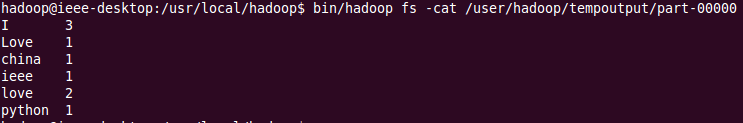 hadoop@ieee-desktop:/usr/local/hadoop$ bin/hadoop fs -cat /user/hadoop/tempoutput/part-00000
I 3
Love 1
china 1
ieee 1
love 2
python 1